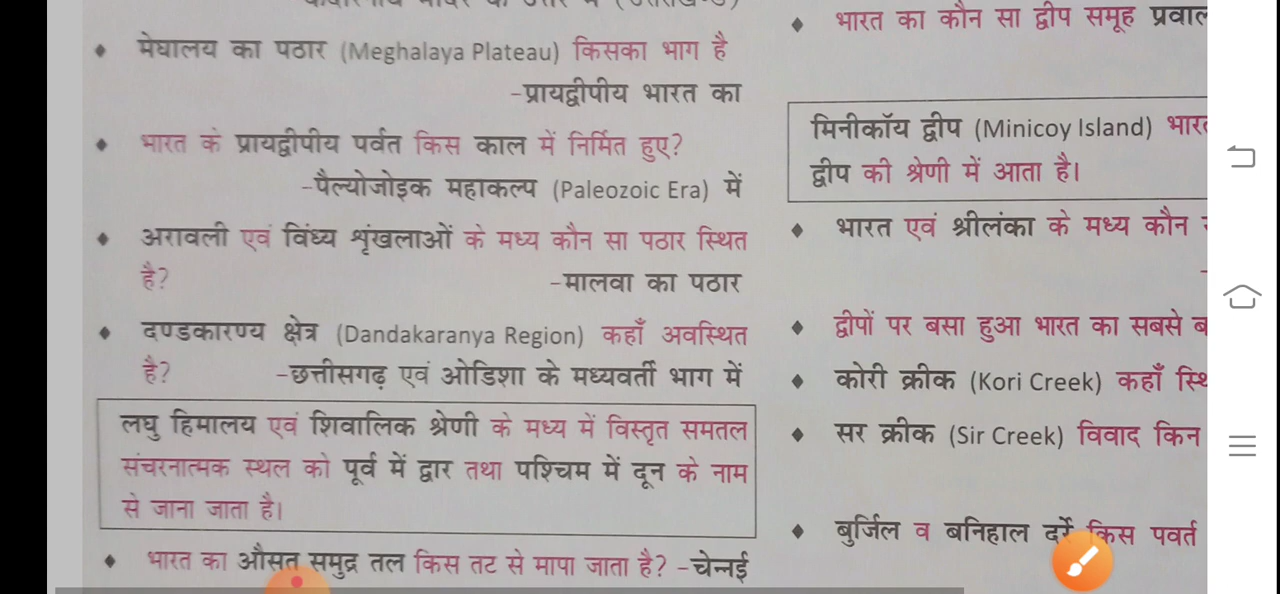 मेघालय का पठार (Meghalaya Plateau) किसका भाग है
-प्रायद्वीपीय भारत का
भारत के प्रायद्वीपीय पर्वत किस काल में निर्मित हुए?
-पैल्योजोइक महाकल्प (Paleozoic Era) में
अरावली एवं विंध्य शृंखलाओं के मध्य कौन सा पठार स्थित
है? -मालवा का पठार
दण्डकारण्य क्षेत्र (Dandakaranya Region) कहाँ अवस्थित
है? -छत्तीसगढ़ एवं ओडिशा के मध्यवर्ती भाग में
लघु हिमालय एवं शिवालिक श्रेणी के मध्य में विस्तृत समतल
संचरनात्मक स्थल को पूर्व में द्वार तथा पश्चिम में दून के नाम
से जाना जाता है।
भारत का औसत समुद्र तल किस तट से मापा जाता है? -चेन्नई
भारत का कौन सा द्वीप समूह
मिनीकॉय द्वीप (Minicoy Island)
द्वीप की श्रेणी में आता है।
भारत एवं श्रीलंका के मध्य कौन
द्वीपों पर बसा हुआ भारत का सबसे
कोरी क्रीक (Kori Creek) कहाँ
सर क्रीक (Sir Creek) विवाद किन
बुर्जिल व बनिहाल दर्रे किस पवर्त